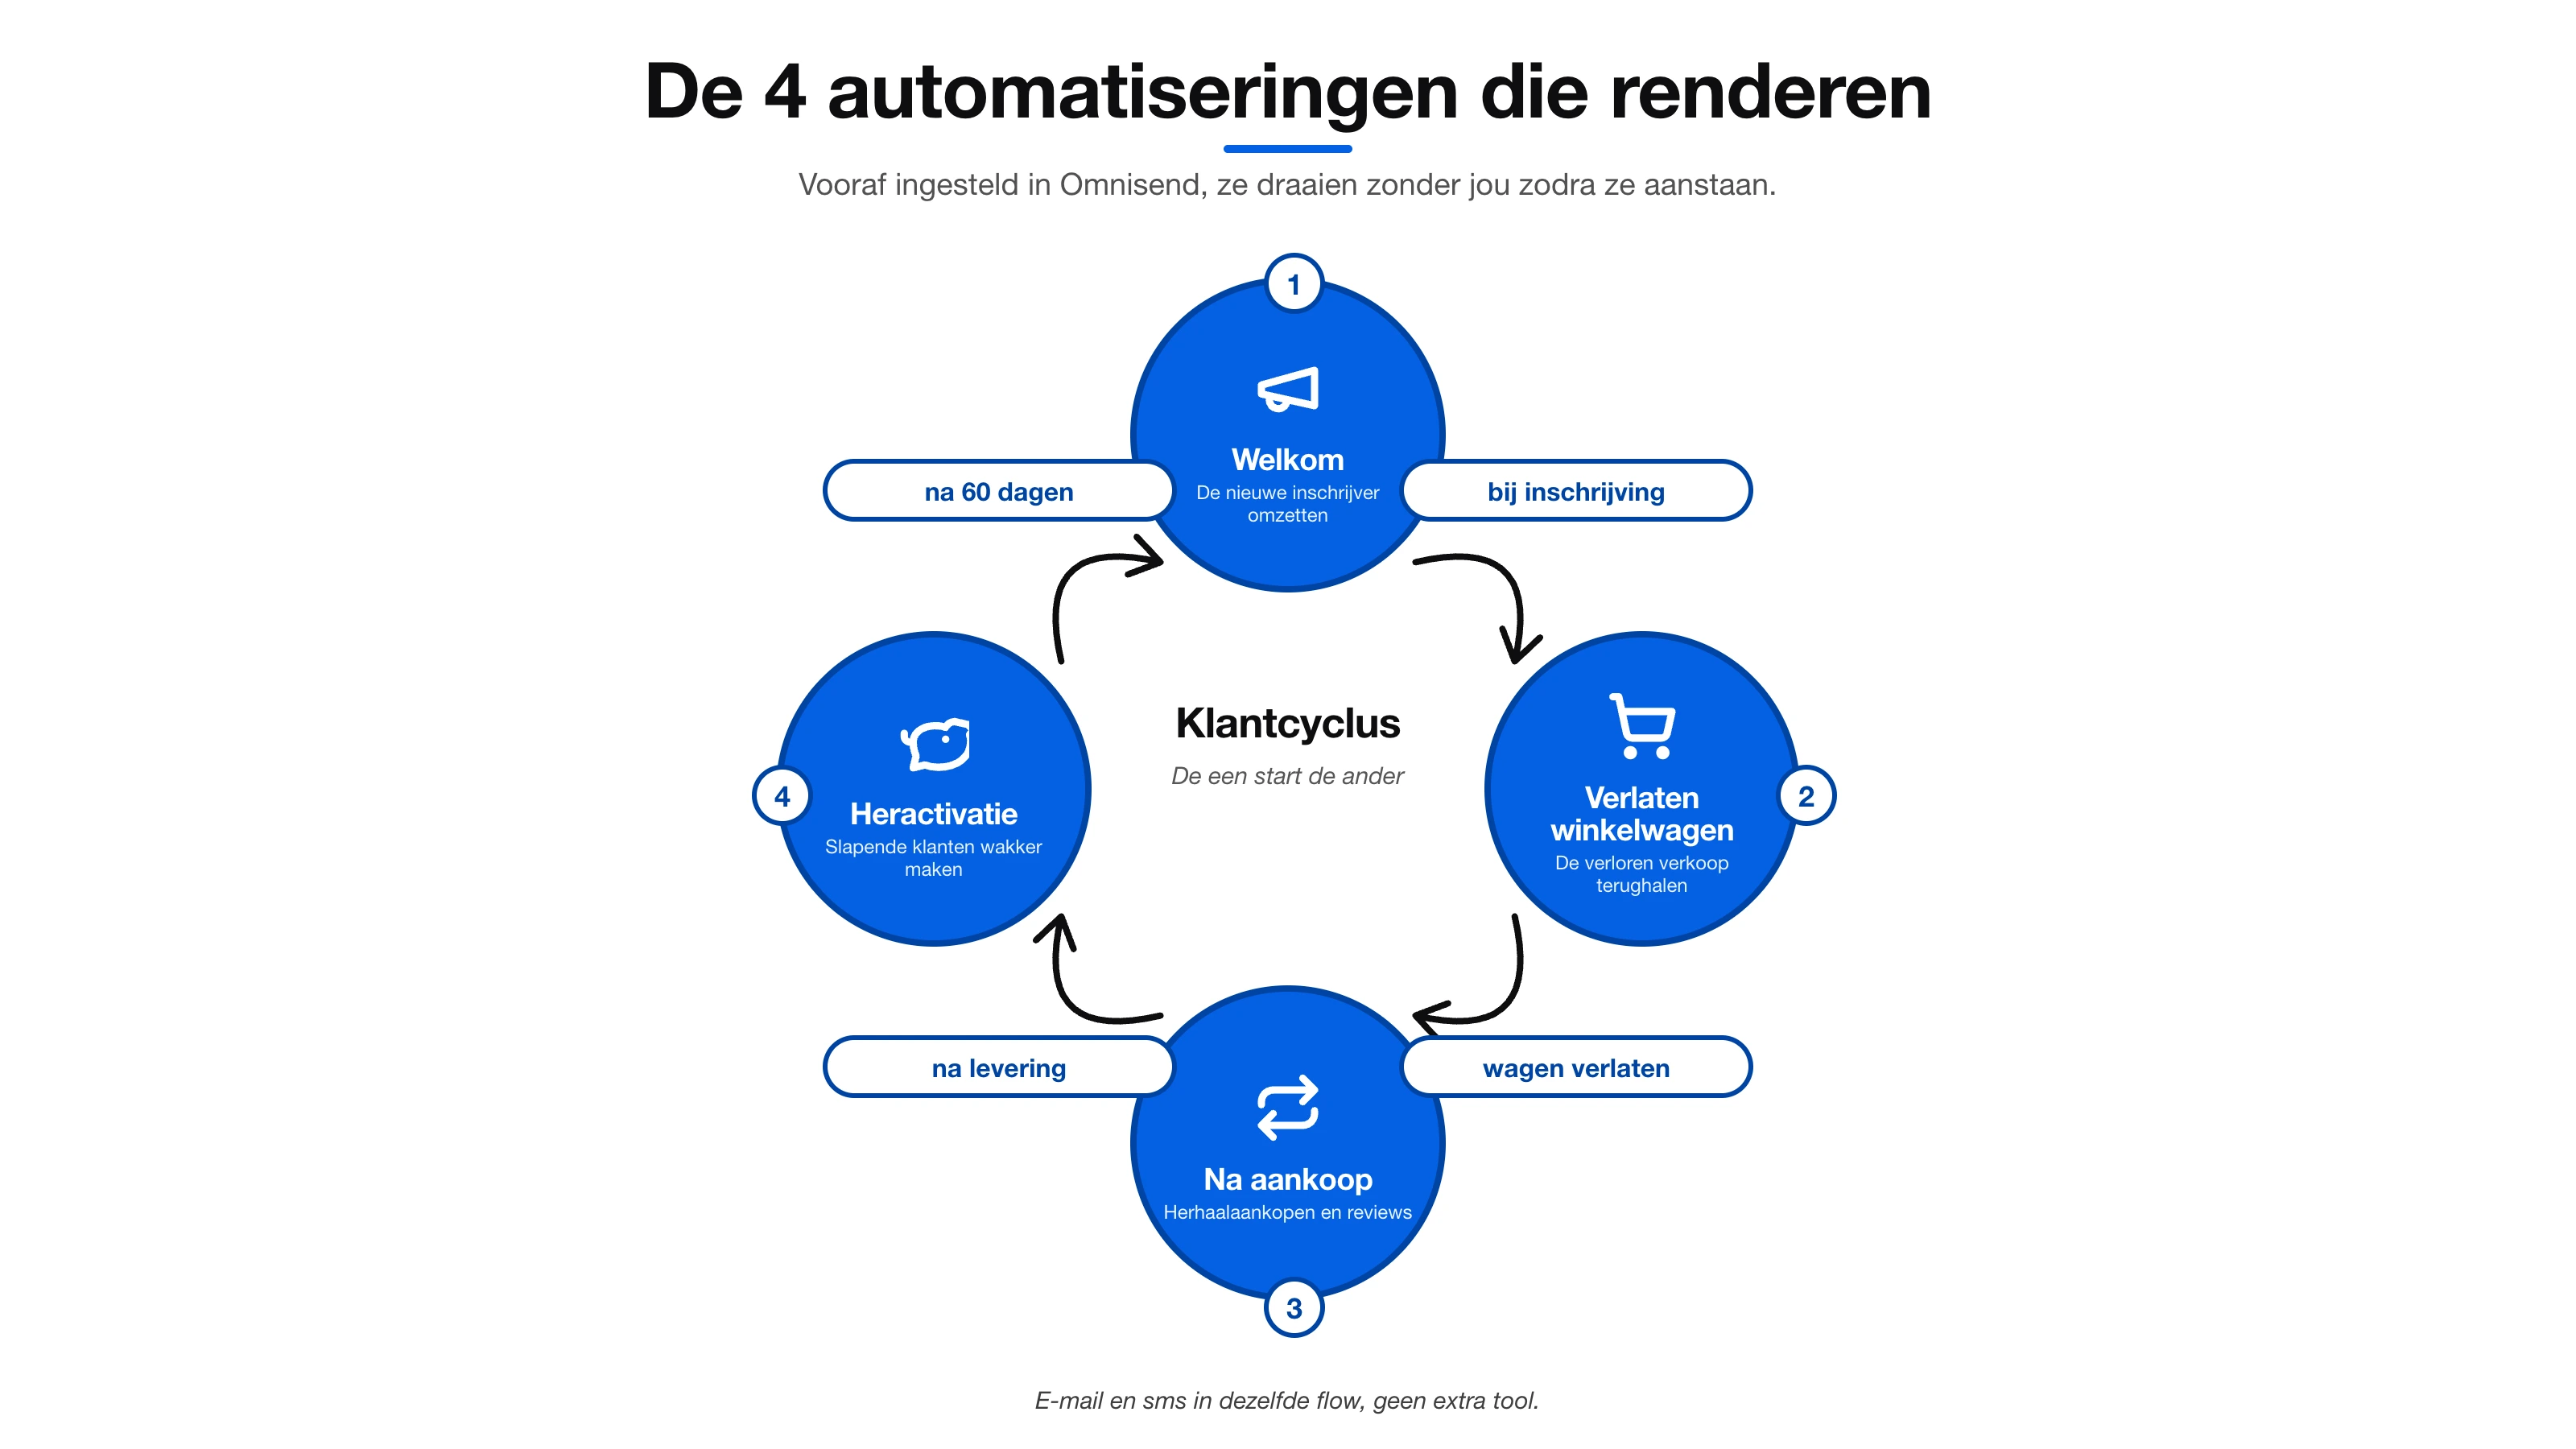 De 4 automatiseringen die renderen
Vooraf ingesteld in Omnisend, ze draaien zonder jou zodra ze aanstaan.
1
Welkom
De nieuwe inschrijver
omzetten
na 60 dagen
bij inschrijving
Klantcyclus
De een start de ander
4
Heractivatie
Slapende klanten wakker
maken
Verlaten
winkelwagen
De verloren verkoop
terughalen
2
na levering
wagen verlaten
Na aankoop
Herhaalaankopen en reviews
3
E-mail en sms in dezelfde flow, geen extra tool.